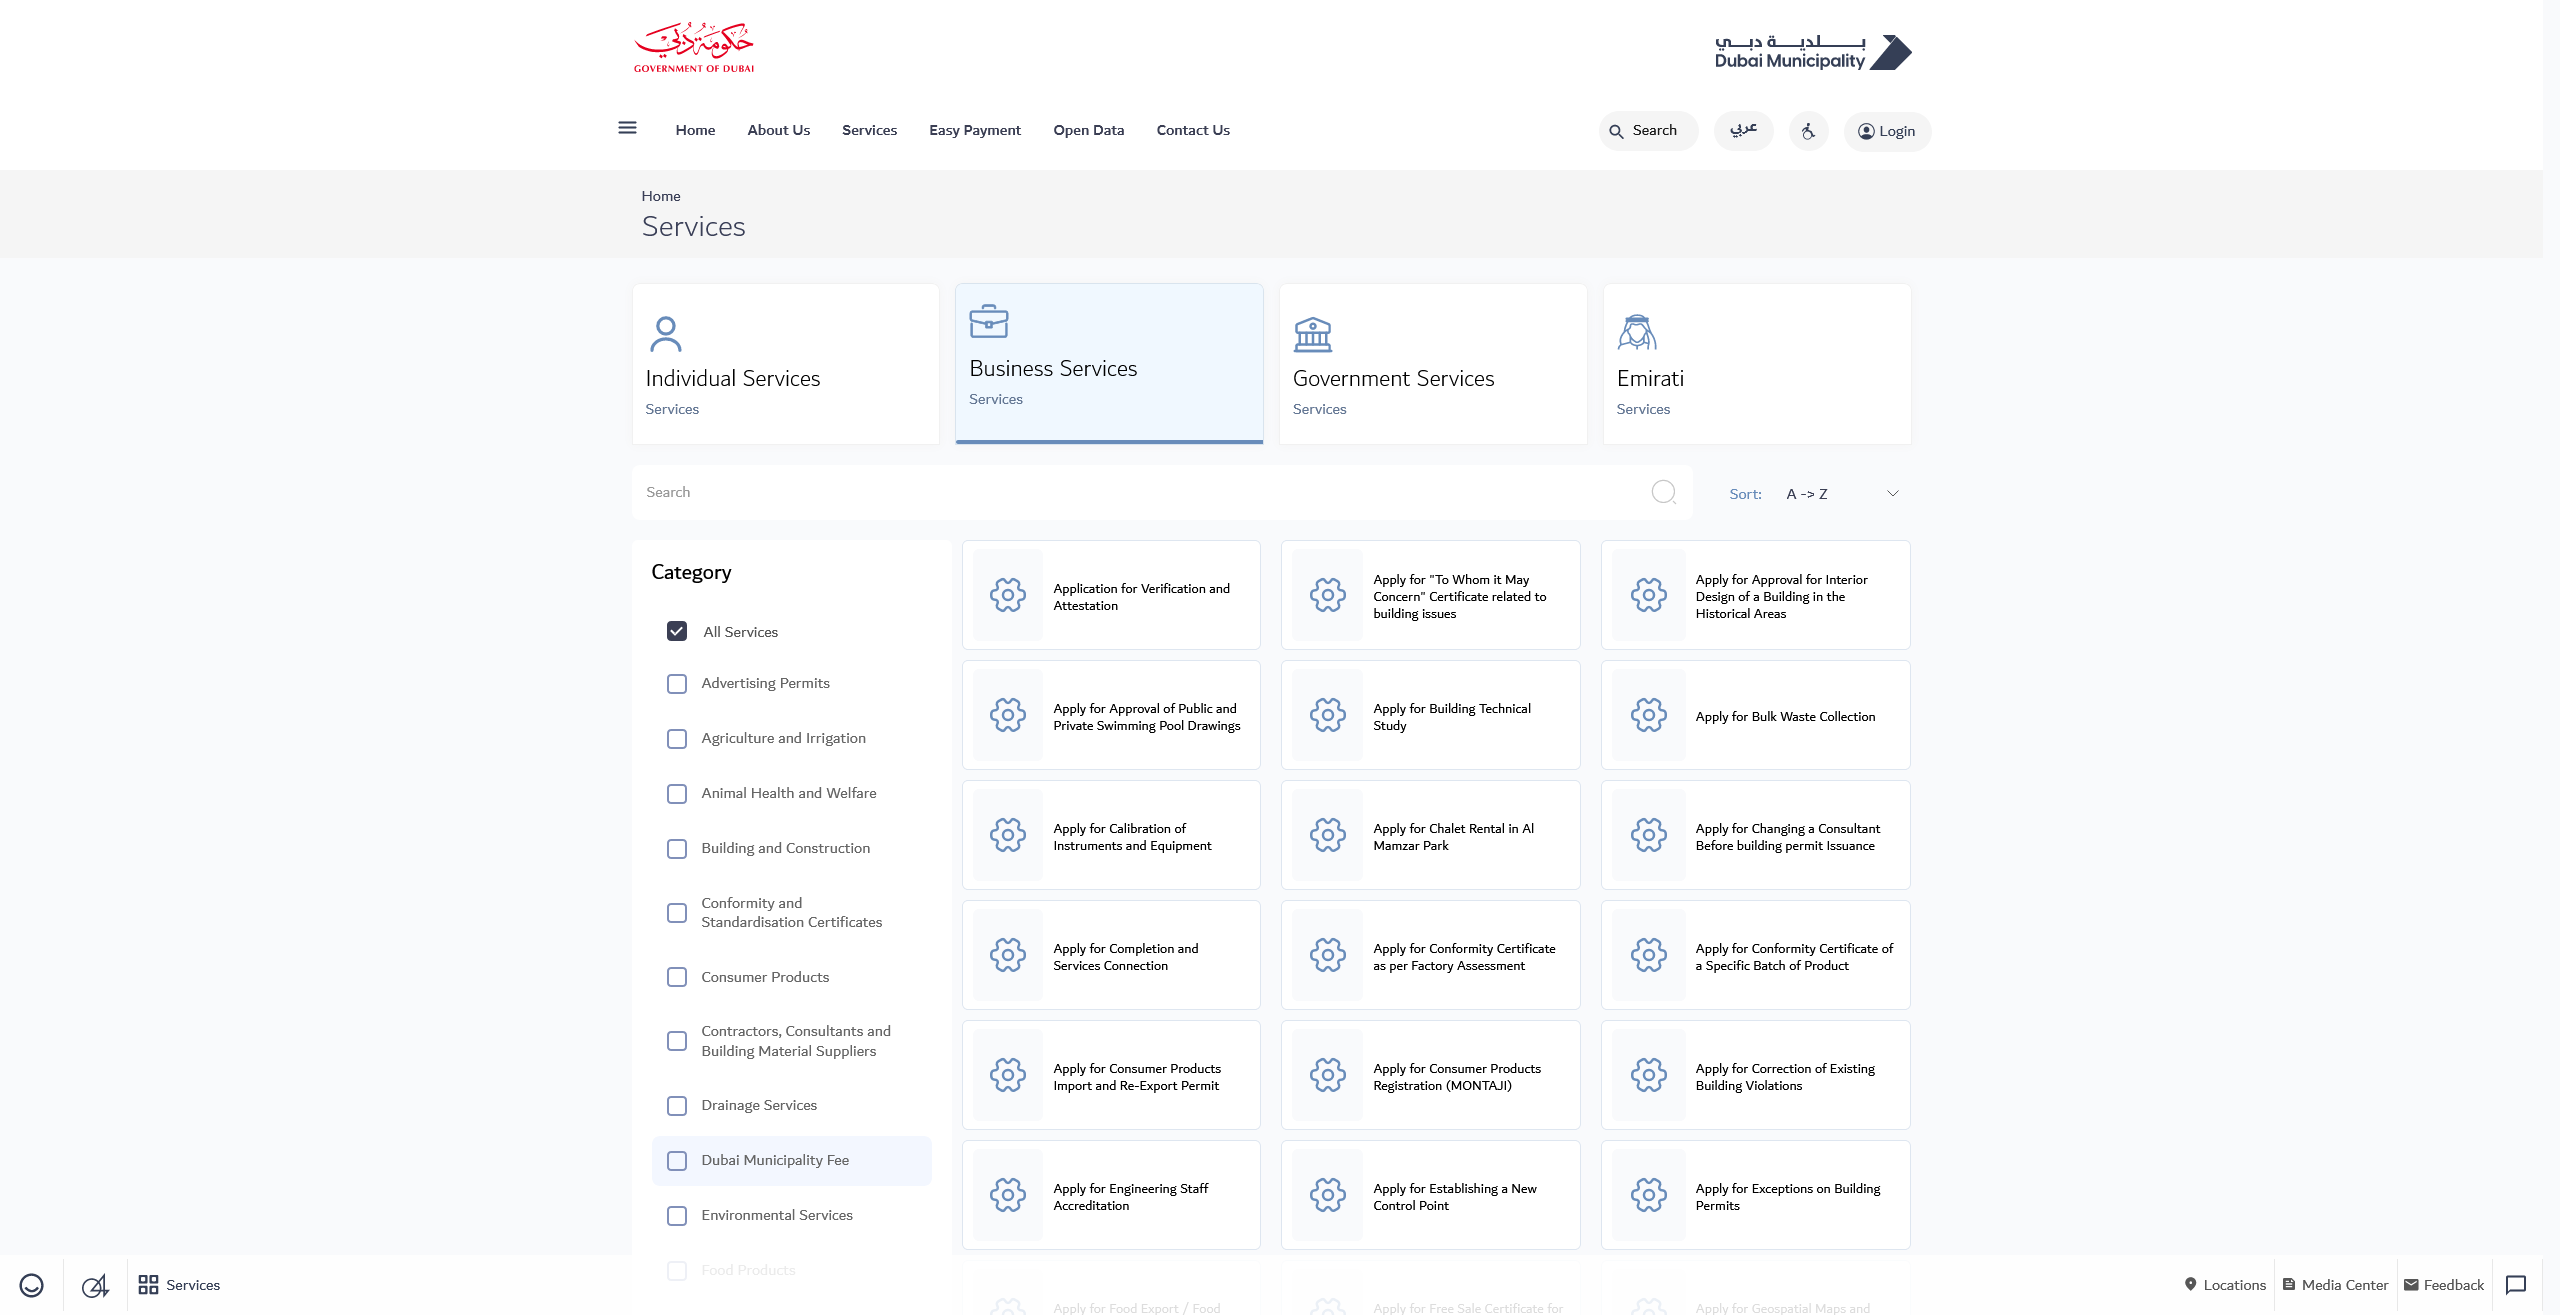 حكومة دبي
GOVERNMENT OF DUBAI
بلدية دبي
Dubai Municipality
Home
About Us
Services
Easy Payment
Open Data
Contact Us
Search
عربي
Login
Home
Services
Individual Services
Services
Business Services
Services
Government Services
Services
Emirati
Services
Search
Sort:
A -> Z
Category
All Services
Advertising Permits
Agriculture and Irrigation
Animal Health and Welfare
Building and Construction
Conformity and
Standardisation Certificates
Consumer Products
Contractors, Consultants and
Building Material Suppliers
Drainage Services
Dubai Municipality Fee
Environmental Services
Food Products
Application for Verification and
Attestation
Apply for "To Whom it May
Concern" Certificate related to
building issues
Apply for Approval for Interior
Design of a Building in the
Historical Areas
Apply for Approval of Public and
Private Swimming Pool Drawings
Apply for Building Technical
Study
Apply for Bulk Waste Collection
Apply for Calibration of
Instruments and Equipment
Apply for Chalet Rental in Al
Mamzar Park
Apply for Changing a Consultant
Before building permit Issuance
Apply for Completion and
Services Connection
Apply for Conformity Certificate
as per Factory Assessment
Apply for Conformity Certificate of
a Specific Batch of Product
Apply for Consumer Products
Import and Re-Export Permit
Apply for Consumer Products
Registration (MONTAJI)
Apply for Correction of Existing
Building Violations
Apply for Engineering Staff
Accreditation
Apply for Establishing a New
Control Point
Apply for Exceptions on Building
Permits
Apply for Food Export / Food
Apply for Free Sale Certificate for
Apply for Geospatial Maps and
Services
Locations
Media Center
Feedback